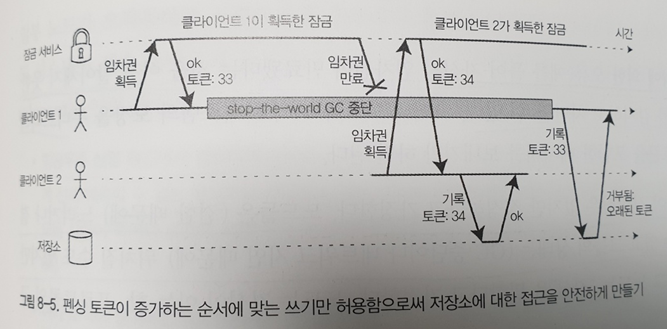 클라이언트 1이 획득한 잠금
클라이언트 2가 획득한 잠금
시간
잠금 서비스
임차권
획득
ok
토큰: 33
임차권
만료
ok
토큰: 34
클라이언트 1
stop-the-world GC 중단
임차권
획득
기록
토큰: 33
클라이언트 2
기록
토큰: 34
ok
거부됨:
오래된 토큰
저장소
그림 8-5. 펜싱 토큰이 증가하는 순서에 맞는 쓰기만 허용함으로써 저장소에 대한 접근을 안전하게 만들기